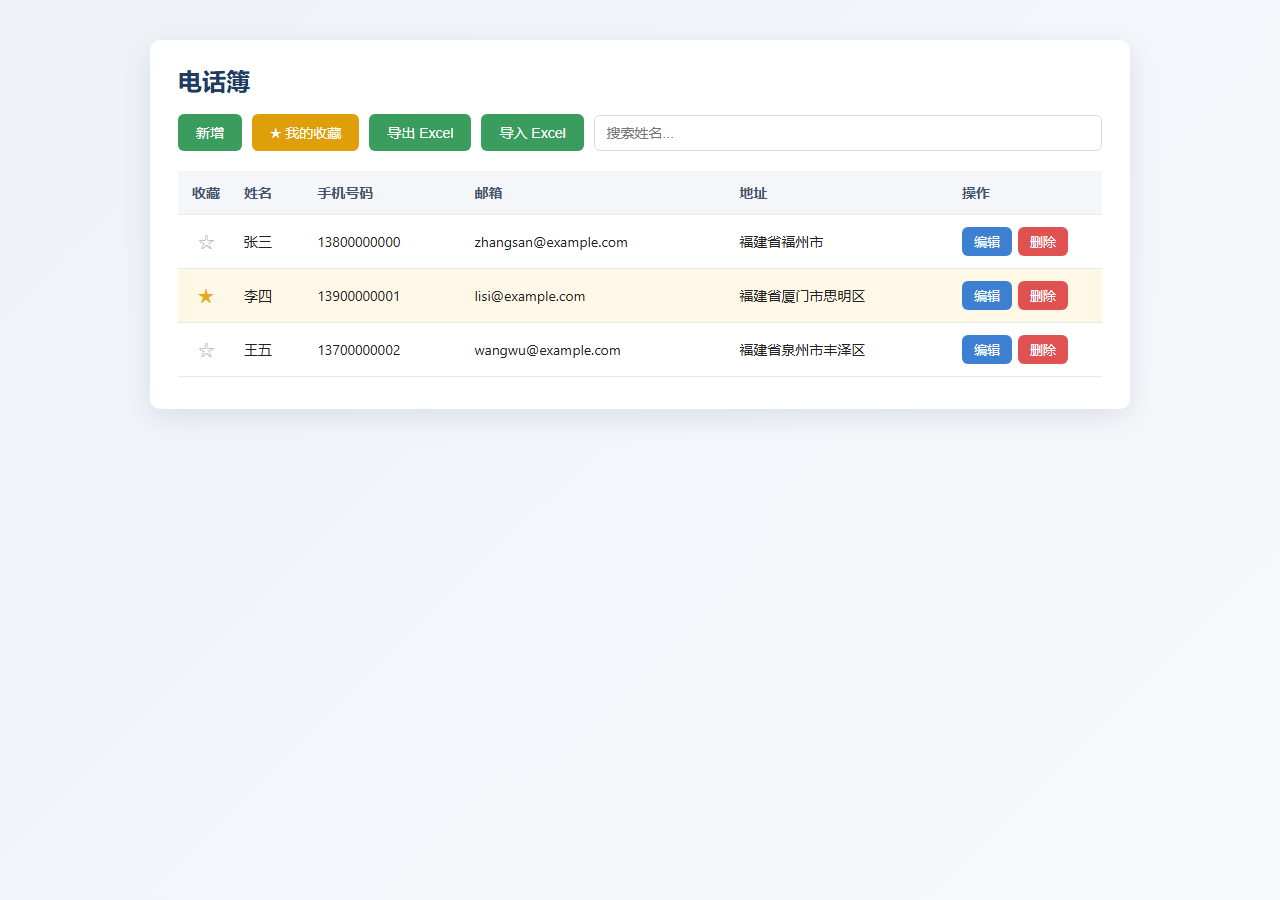 电话簿
新增 ★ 我的收藏 导出 Excel 导入 Excel 搜索姓名...
收藏 姓名 手机号码 邮箱 地址 操作
☆ 张三 13800000000 zhangsan@example.com 福建省福州市 编辑 删除
★ 李四 13900000001 lisi@example.com 福建省厦门市思明区 编辑 删除
☆ 王五 13700000002 wangwu@example.com 福建省泉州市丰泽区 编辑 删除